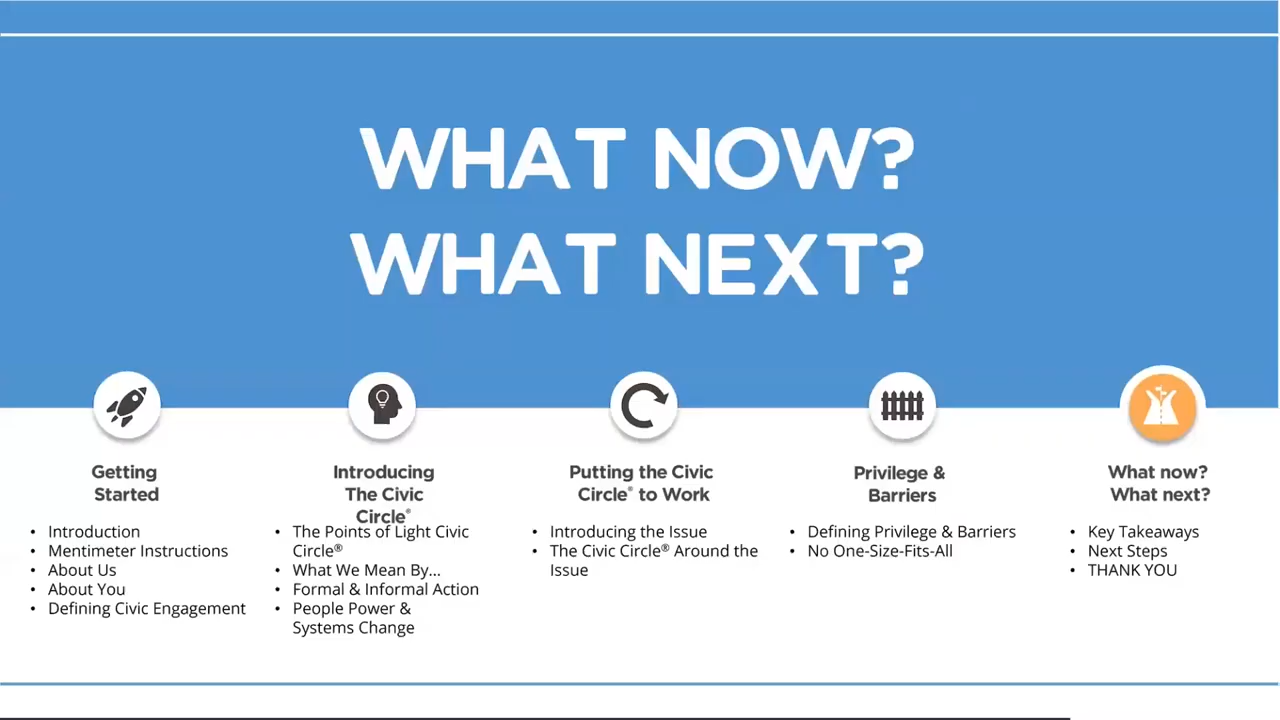 WHAT NOW?
WHAT NEXT?
Getting
Started
• Introduction
• Mentimeter Instructions
• About Us
• About You
• Defining Civic Engagement
Introducing
The Civic
Circle®
• The Points of Light Civic
Circle®
• What We Mean By...
• Formal & Informal Action
• People Power &
Systems Change
Putting the Civic
Circle® to Work
• Introducing the Issue
• The Civic Circle® Around the
Issue
Privilege &
Barriers
• Defining Privilege & Barriers
• No One-Size-Fits-All
What now?
What next?
• Key Takeaways
• Next Steps
• THANK YOU